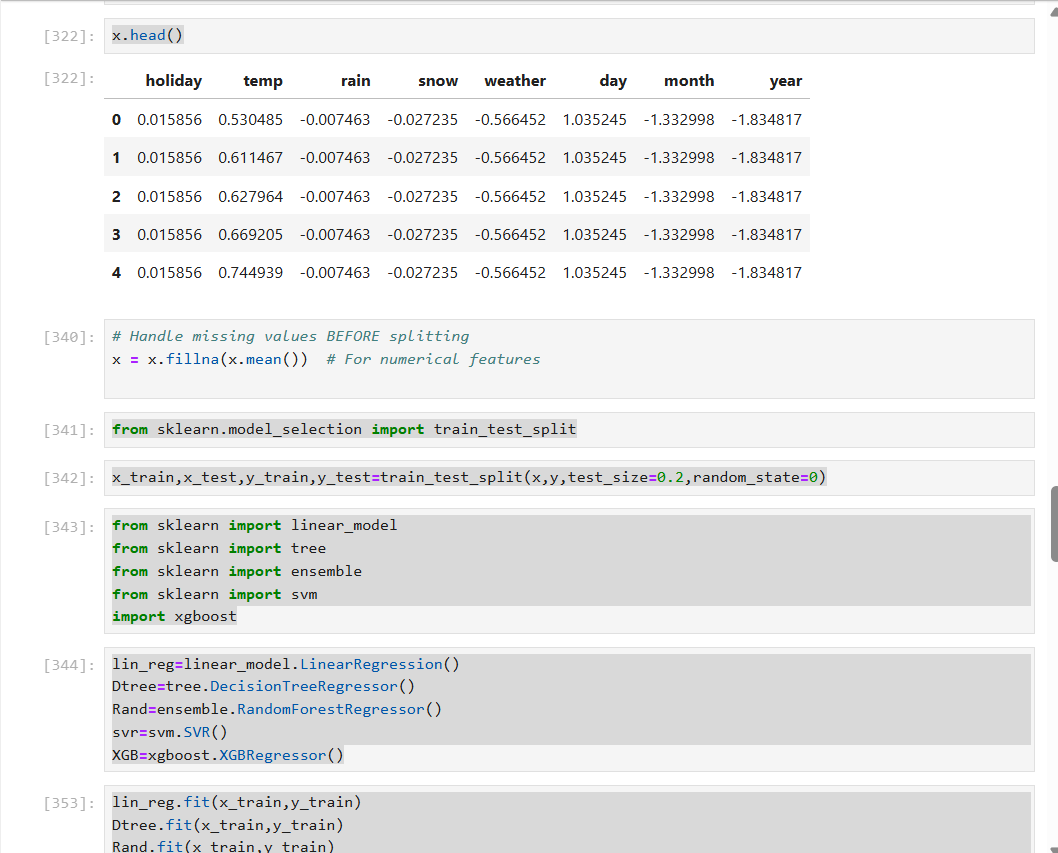 [322]: x.head()
[322]: holiday temp rain snow weather day month year
0 0.015856 0.530485 -0.007463 -0.027235 -0.566452 1.035245 -1.332998 -1.834817
1 0.015856 0.611467 -0.007463 -0.027235 -0.566452 1.035245 -1.332998 -1.834817
2 0.015856 0.627964 -0.007463 -0.027235 -0.566452 1.035245 -1.332998 -1.834817
3 0.015856 0.669205 -0.007463 -0.027235 -0.566452 1.035245 -1.332998 -1.834817
4 0.015856 0.744939 -0.007463 -0.027235 -0.566452 1.035245 -1.332998 -1.834817
[340]: # Handle missing values BEFORE splitting
x = x.fillna(x.mean())  # For numerical features
[341]: from sklearn.model_selection import train_test_split
[342]: x_train,x_test,y_train,y_test=train_test_split(x,y,test_size=0.2,random_state=0)
[343]: from sklearn import linear_model
from sklearn import tree
from sklearn import ensemble
from sklearn import svm
import xgboost
[344]: lin_reg=linear_model.LinearRegression()
Dtree=tree.DecisionTreeRegressor()
Rand=ensemble.RandomForestRegressor()
svr=svm.SVR()
XGB=xgboost.XGBRegressor()
[353]: lin_reg.fit(x_train,y_train)
Dtree.fit(x_train,y_train)
Rand.fit(x_train,y_train)